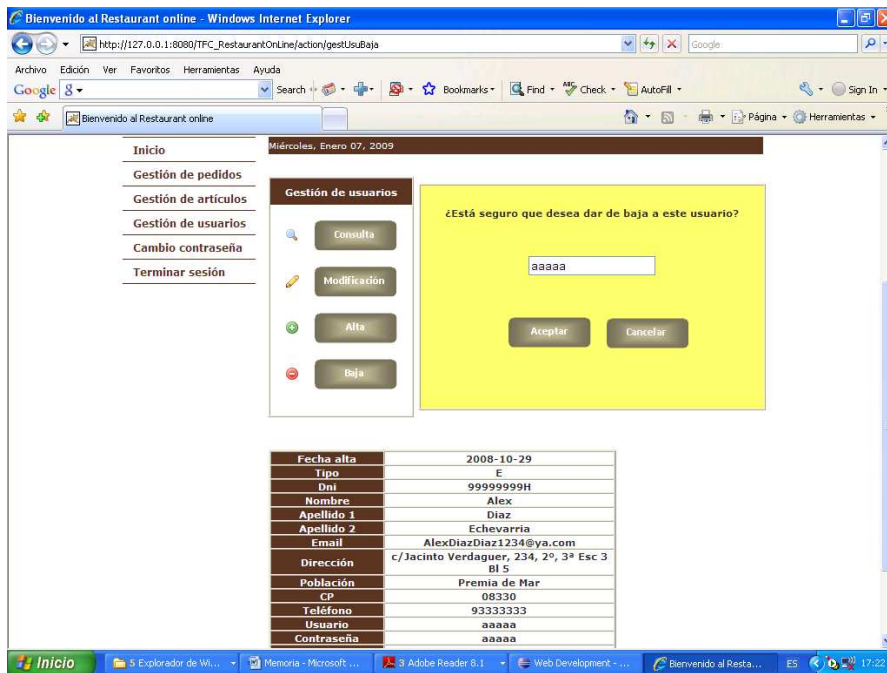 Bienvenido al Restaurant online - Windows Internet Explorer
http://127.0.0.1:8080/TFC_RestaurantOnLine/action/gestUsuBaja
Google
Archivo Edición Ver Favoritos Herramientas Ayuda
Google Search Bookmarks Find Check AutoFill Sign In
Bienvenido al Restaurant online Página Herramientas
Miércoles, Enero 07, 2009
Inicio
Gestión de pedidos
Gestión de artículos
Gestión de usuarios
Cambio contraseña
Terminar sesión
Gestión de usuarios
Consulta
Modificación
Alta
Baja
¿Está seguro que desea dar de baja a este usuario?
aaaaa
Aceptar Cancelar
Fecha alta 2008-10-29
Tipo E
Dni 99999999H
Nombre Alex
Apellido 1 Diaz
Apellido 2 Echevarria
Email AlexDiazDiaz1234@ya.com
Dirección c/Jacinto Verdaguer, 234, 2º, 3ª Esc 3
Bl 5
Población Premia de Mar
CP 08330
Teléfono 93333333
Usuario aaaaa
Contraseña aaaaa
Inicio 5 Explorador de Wi... Memoria - Microsoft ... 3 Adobe Reader 8.1 Web Development - ... Bienvenido al Resta... ES 17:22